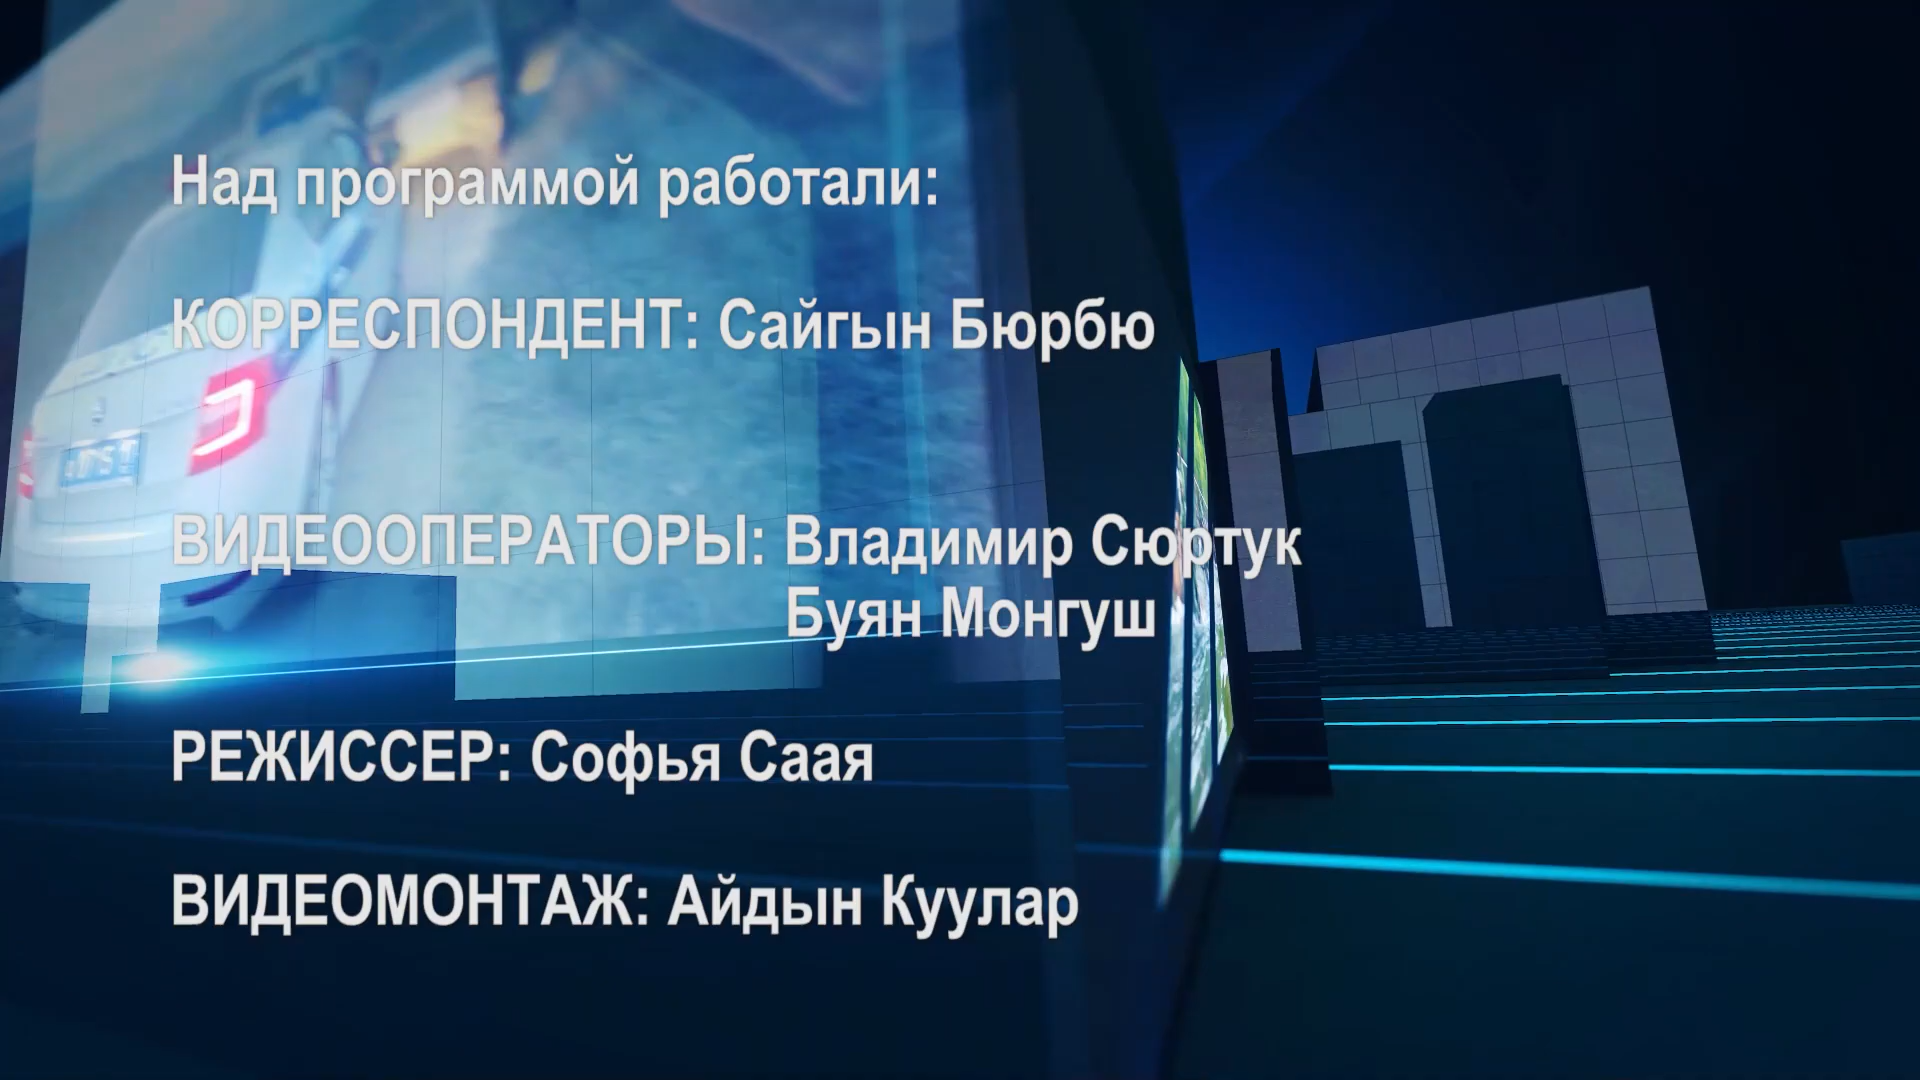 Над программой работали:
КОРРЕСПОНДЕНТ: Сайгын Бюрбю
ВИДЕООПЕРАТОРЫ: Владимир Сюртук
Буян Монгуш
РЕЖИССЕР: Софья Саая
ВИДЕОМОНТАЖ: Айдын Куулар